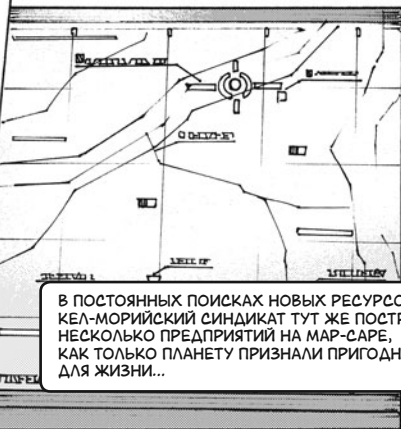 В ПОСТОЯННЫХ ПОИСКАХ НОВЫХ РЕСУРСО
КЕЛ-МОРИЙСКИЙ СИНДИКАТ ТУТ ЖЕ ПОСТР
НЕСКОЛЬКО ПРЕДПРИЯТИЙ НА МАР-САРЕ,
КАК ТОЛЬКО ПЛАНЕТУ ПРИЗНАЛИ ПРИГОДН
ДЛЯ ЖИЗНИ...